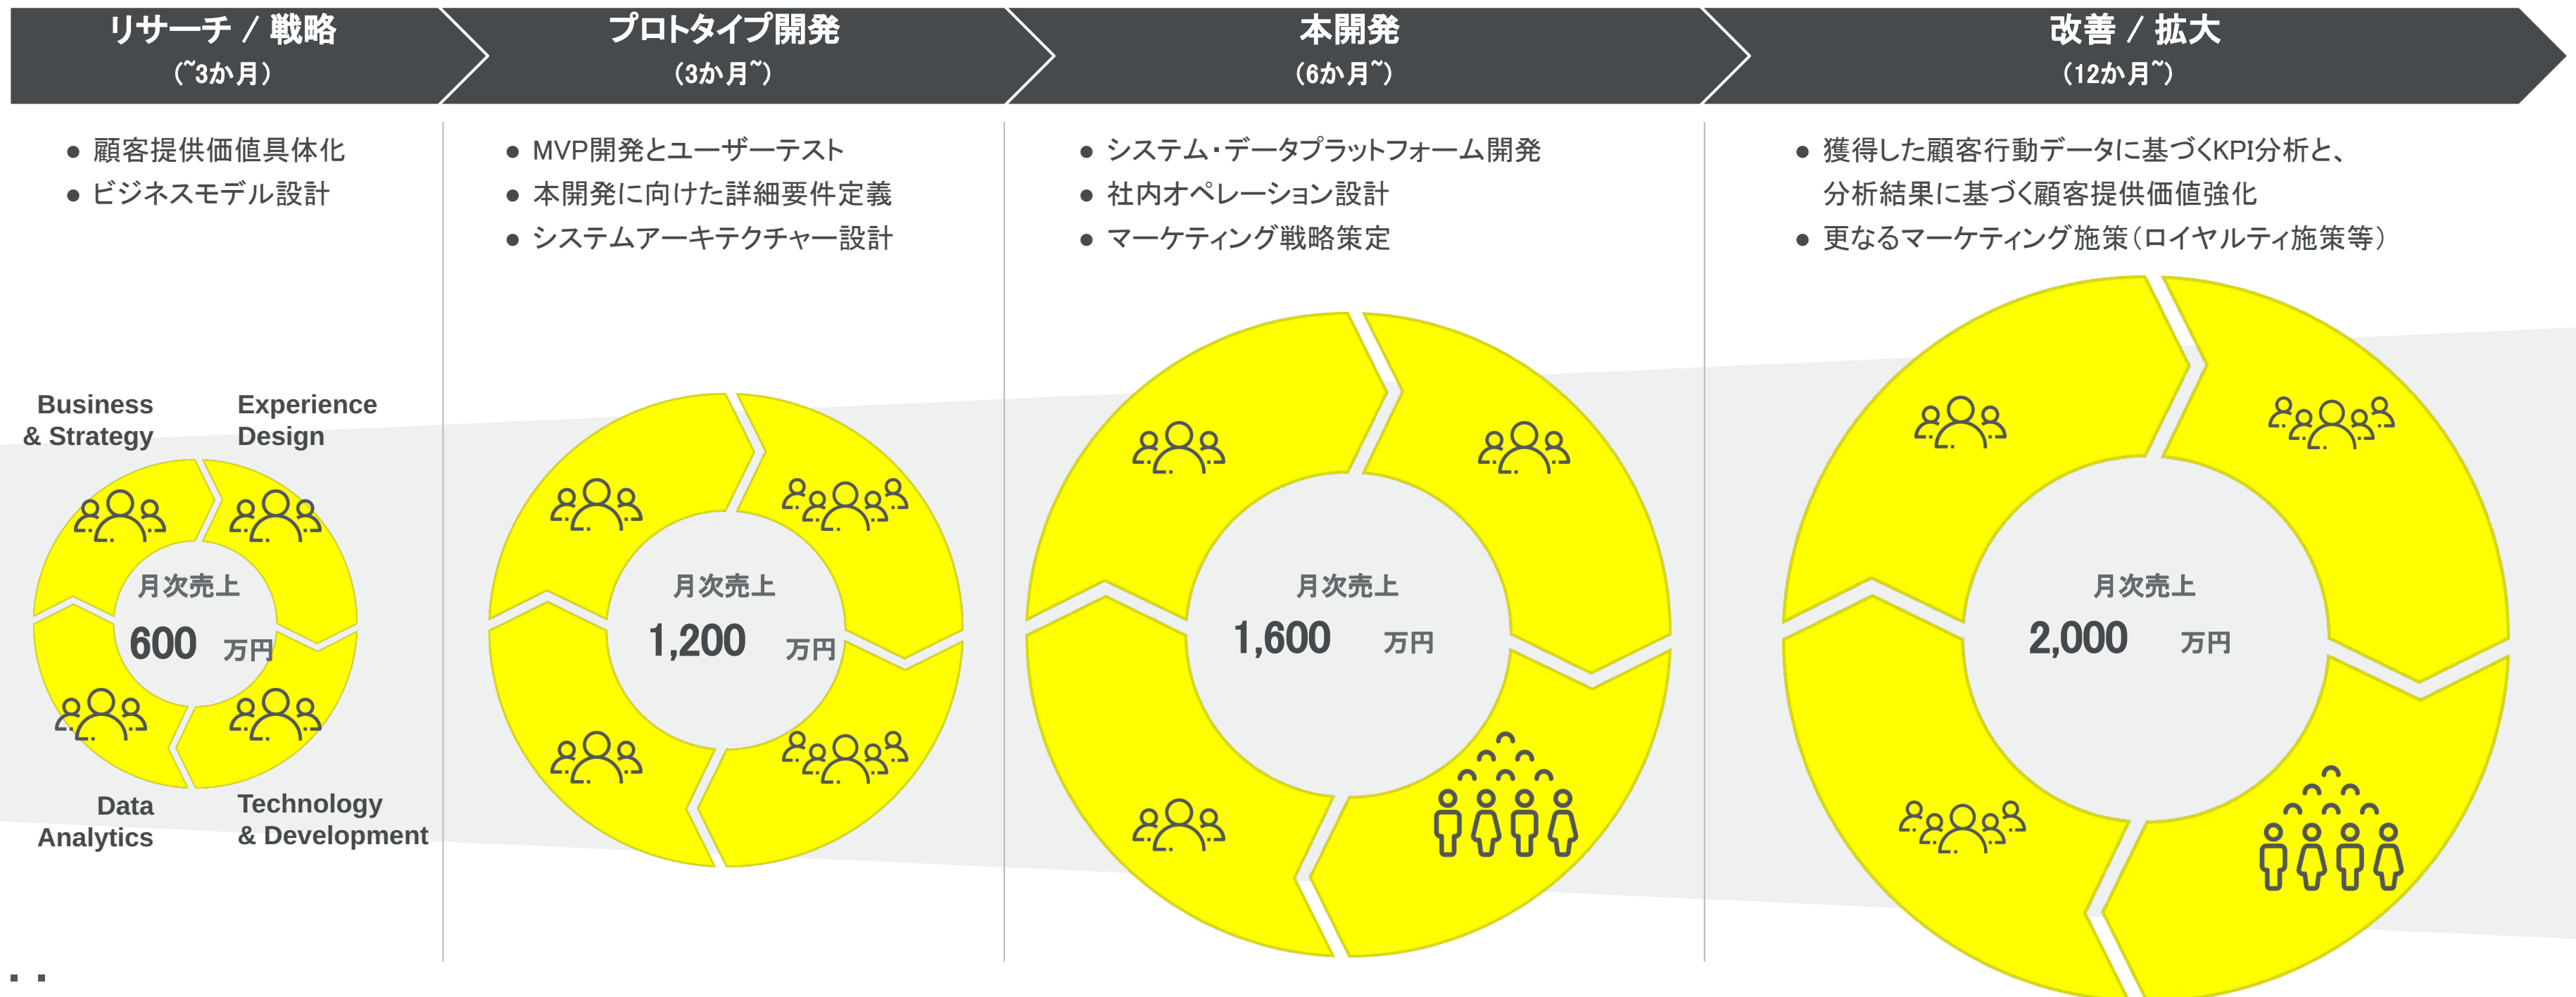 リサーチ / 戦略
(~3か月)
プロトタイプ開発
(3か月~)
本開発
(6か月~)
改善 / 拡大
(12か月~)
● 顧客提供価値具体化
● ビジネスモデル設計
● MVP開発とユーザーテスト
● 本開発に向けた詳細要件定義
● システムアーキテクチャー設計
● システム・データプラットフォーム開発
● 社内オペレーション設計
● マーケティング戦略策定
● 獲得した顧客行動データに基づくKPI分析と、
分析結果に基づく顧客提供価値強化
● 更なるマーケティング施策（ロイヤルティ施策等）
Business
& Strategy
Experience
Design
月次売上
600 万円
Data
Analytics
Technology
& Development
月次売上
1,200 万円
月次売上
1,600 万円
月次売上
2,000 万円